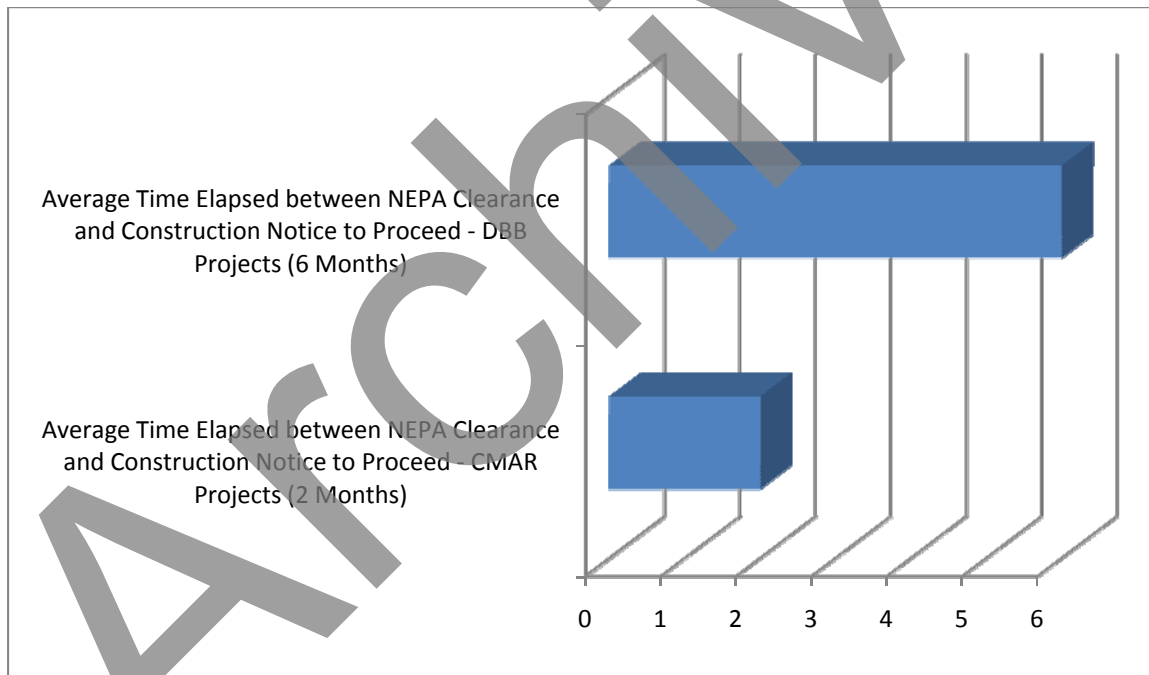 Average Time Elapsed between NEPA Clearance
and Construction Notice to Proceed - DBB
Projects (6 Months)
Average Time Elapsed between NEPA Clearance
and Construction Notice to Proceed - CMAR
Projects (2 Months)
0 1 2 3 4 5 6